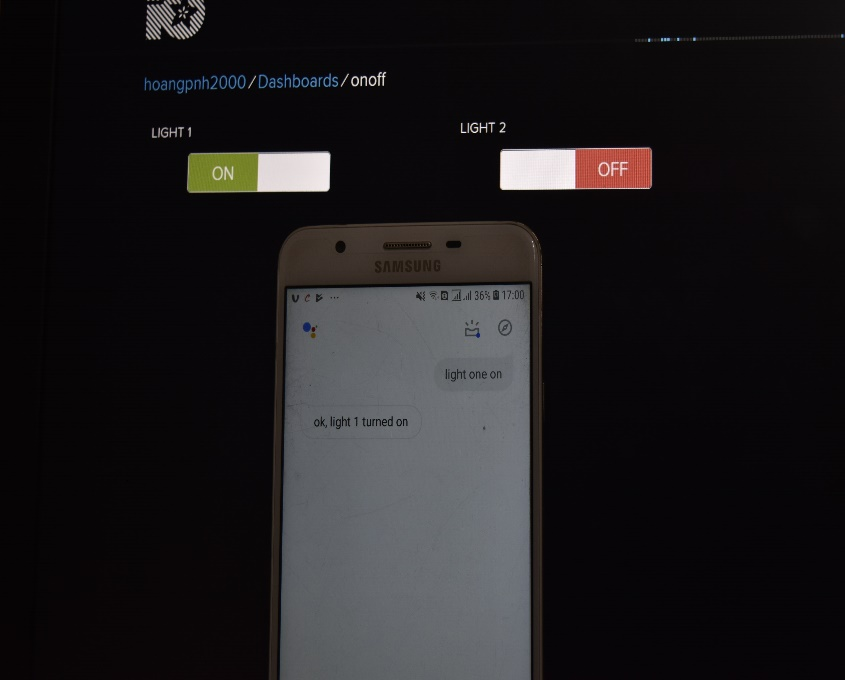 hoangpnh2000 / Dashboards / onoff
LIGHT 1
LIGHT 2
ON
OFF
SAMSUNG
36% 17:00
light one on
ok, light 1 turned on